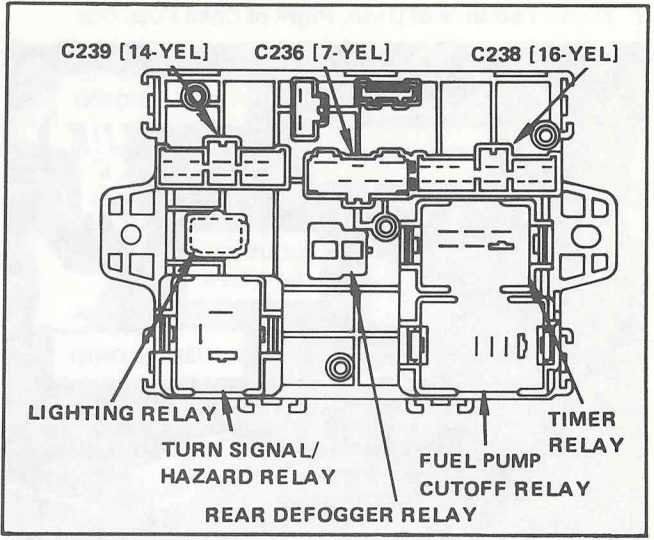 C239 [14-YEL] C236 [7-YEL] C238 [16-YEL]
LIGHTING RELAY
TURN SIGNAL/
HAZARD RELAY
REAR DEFOGGER RELAY
FUEL PUMP
CUTOFF RELAY
TIMER
RELAY